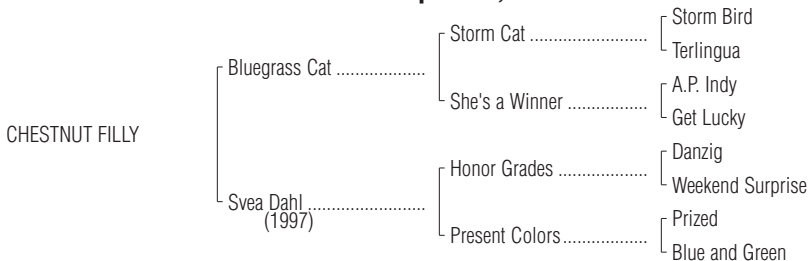 Storm Bird
Storm Cat ......................
Terlingua
Bluegrass Cat ...................
A.P. Indy
She's a Winner .................
Get Lucky
CHESTNUT FILLY
Danzig
Honor Grades ...................
Weekend Surprise
Svea Dahl .........................
(1997)
Prized
Present Colors..................
Blue and Green